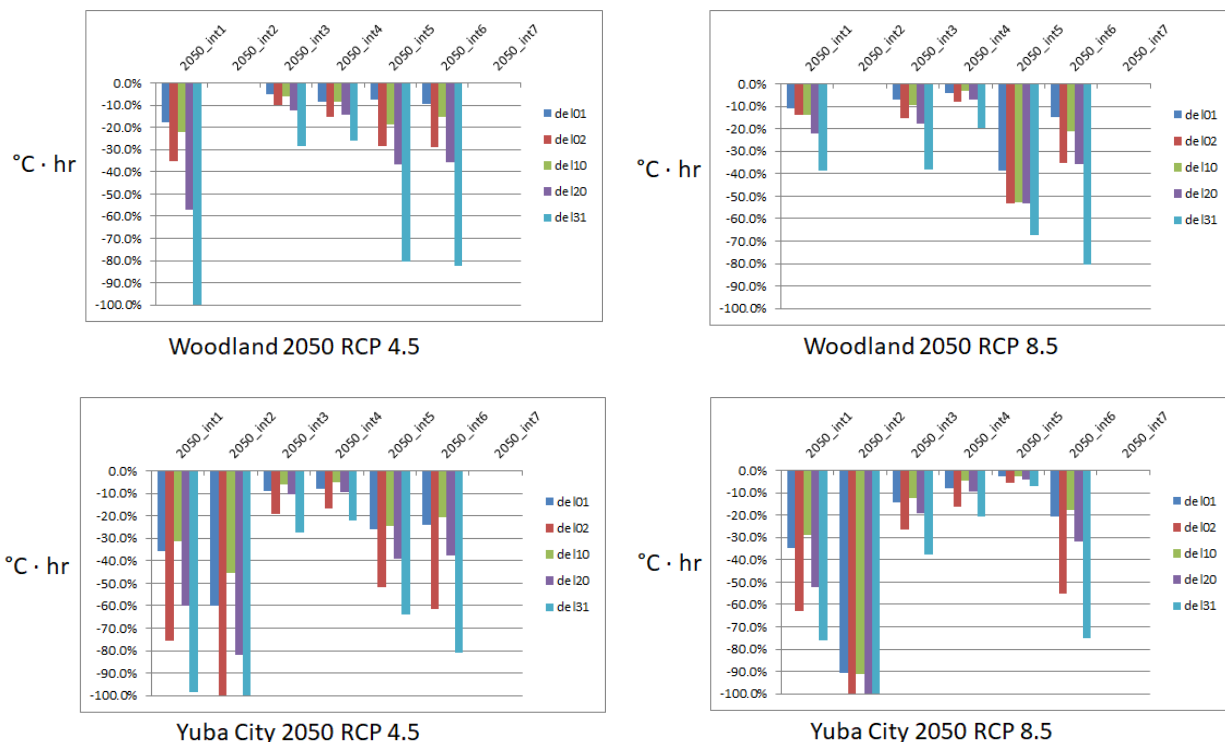 2050_int1
2050_int2
2050_int3
2050_int4
2050_int5
2050_int6
2050_int7
0.0%
-10.0%
-20.0%
-30.0%
-40.0%
-50.0%
-60.0%
-70.0%
-80.0%
-90.0%
-100.0%
°C · hr
del01
del02
del10
del20
del31
Woodland 2050 RCP 4.5
2050_int1
2050_int2
2050_int3
2050_int4
2050_int5
2050_int6
2050_int7
0.0%
-10.0%
-20.0%
-30.0%
-40.0%
-50.0%
-60.0%
-70.0%
-80.0%
-90.0%
-100.0%
°C · hr
del01
del02
del10
del20
del31
Woodland 2050 RCP 8.5
2050_int1
2050_int2
2050_int3
2050_int4
2050_int5
2050_int6
2050_int7
0.0%
-10.0%
-20.0%
-30.0%
-40.0%
-50.0%
-60.0%
-70.0%
-80.0%
-90.0%
-100.0%
°C · hr
del01
del02
del10
del20
del31
Yuba City 2050 RCP 4.5
2050_int1
2050_int2
2050_int3
2050_int4
2050_int5
2050_int6
2050_int7
0.0%
-10.0%
-20.0%
-30.0%
-40.0%
-50.0%
-60.0%
-70.0%
-80.0%
-90.0%
-100.0%
°C · hr
del01
del02
del10
del20
del31
Yuba City 2050 RCP 8.5